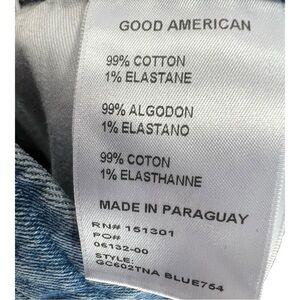 GOOD AMERICAN
99% COTTON
1% ELASTANE
99% ALGODON
1% ELASTANO
99% COTON
1% ELASTHANNE
MADE IN PARAGUAY
RN# 151301
PO#
06132-00
STYLE:
GC602TNA BLUE754